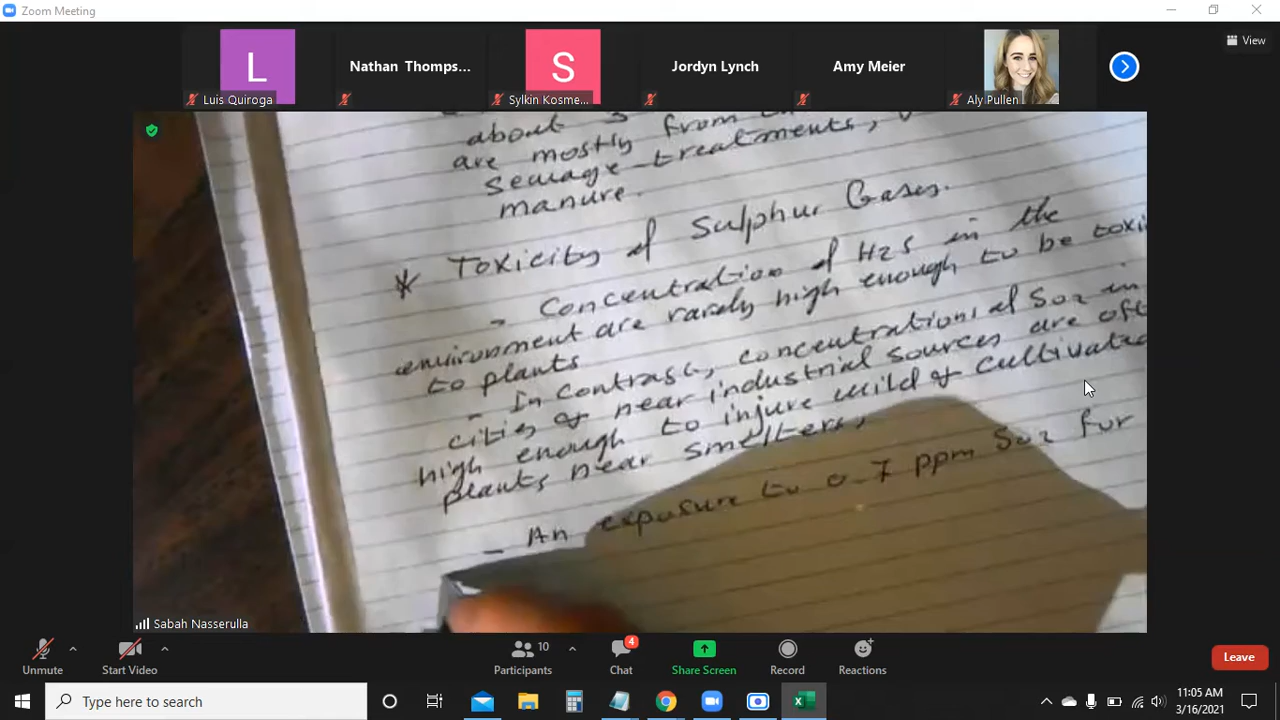 Zoom Meeting
View
L
Luis Quiroga
Nathan Thomps...
S
Sylkin Kosme...
Jordyn Lynch
Amy Meier
Aly Pullen
about
are mostly from
sewage-treatments,
manure.
* Toxicity of Sulphur Gases.
- Concentration of H2S in the
environment are rarely high enough to be toxi
to plants
- In contrast, concentrations of SO2 in
cities & near industrial sources are oft
high enough to injure wild & cultivated
plants near smelters,
- An exposure to 0.7 ppm SO2 for
Sabah Nasserulla
Unmute
Start Video
10
Participants
4
Chat
Share Screen
Record
Reactions
Leave
Type here to search
11:05 AM
3/16/2021